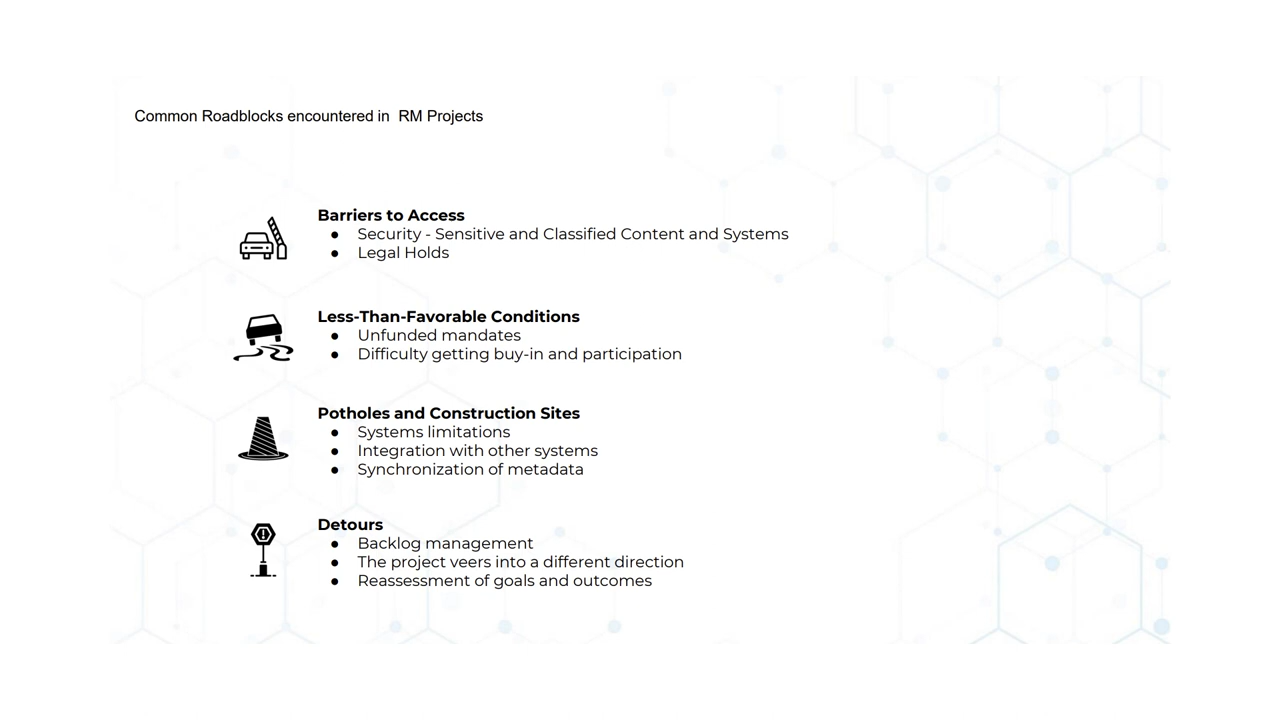 Common Roadblocks encountered in  RM Projects
Barriers to Access
● Security - Sensitive and Classified Content and Systems
● Legal Holds
Less-Than-Favorable Conditions
● Unfunded mandates
● Difficulty getting buy-in and participation
Potholes and Construction Sites
● Systems limitations
● Integration with other systems
● Synchronization of metadata
Detours
● Backlog management
● The project veers into a different direction
● Reassessment of goals and outcomes